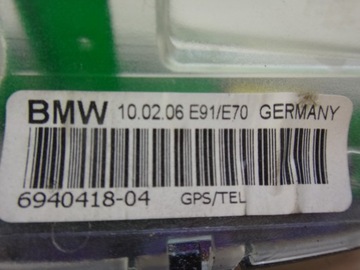 BMW 10.02.06 E91/E70 GERMANY
6940418-04 GPS/TEL